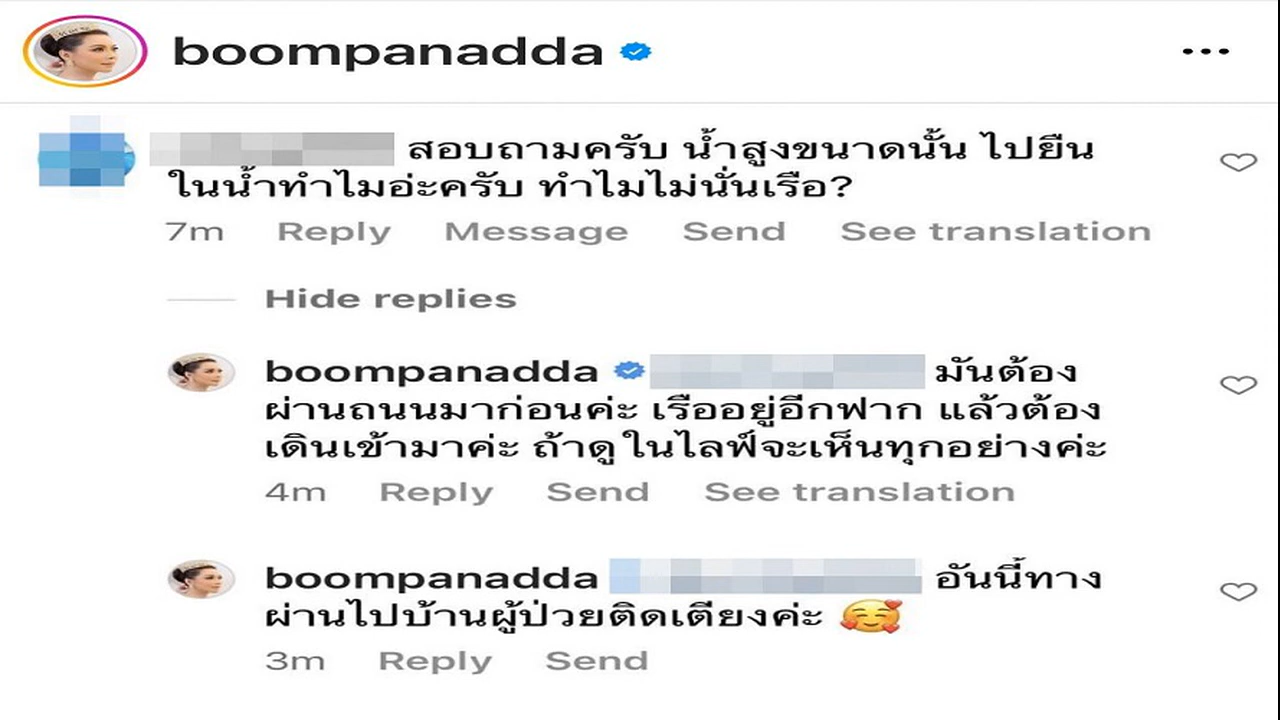 boompanadda
สอบถามครับ น้ำสูงขนาดนั้น ไปยืน
ในน้ำทำไมอ่ะครับ ทำไมไม่นั่นเรือ?
7m Reply Message Send See translation
Hide replies
boompanadda มันต้อง
ผ่านถนนมาก่อนค่ะ เรืออยู่อีกฟาก แล้วต้อง
เดินเข้ามาค่ะ ถ้าดูในไลฟ์จะเห็นทุกอย่างค่ะ
4m Reply Send See translation
boompanadda อันนี้ทาง
ผ่านไปบ้านผู้ป่วยติดเตียงค่ะ 🥰
3m Reply Send